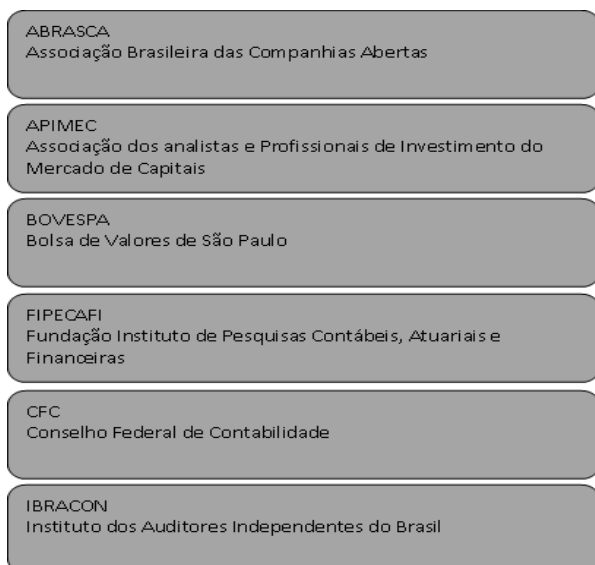 ABRASCA
Associação Brasileira das Companhias Abertas
APIMEC
Associação dos analistas e Profissionais de Investimento do
Mercado de Capitais
BOVESPA
Bolsa de Valores de São Paulo
FIPECAFI
Fundação Instituto de Pesquisas Contábeis, Atuariais e
Financeiras
CFC
Conselho Federal de Contabilidade
IBRACON
Instituto dos Auditores Independentes do Brasil